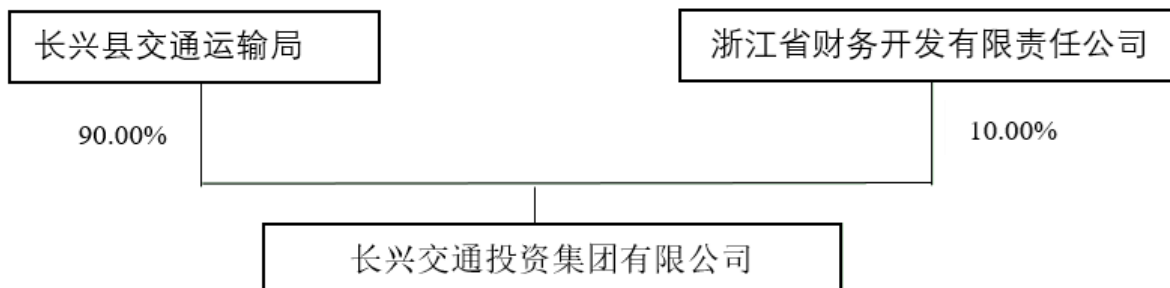 长兴县交通运输局
浙江省财务开发有限责任公司
90.00%
10.00%
长兴交通投资集团有限公司